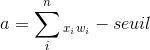 a = \sum_{i}^{n} x_i w_i - seuil